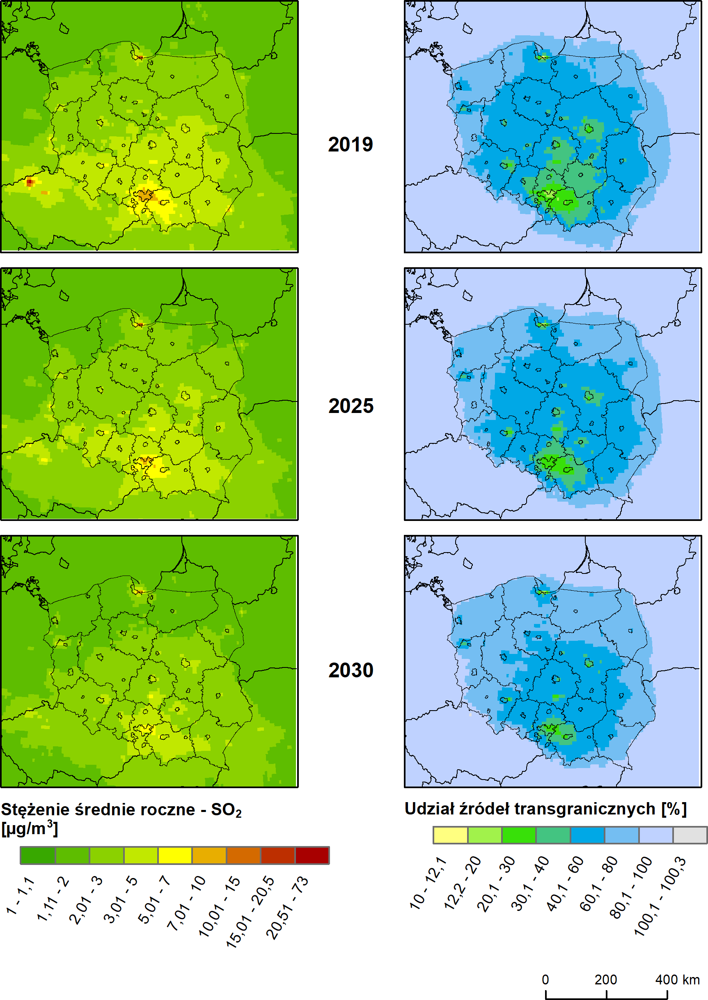 2019
2025
2030
Stężenie średnie roczne - SO₂
[µg/m³]
1 - 1,1
1,11 - 2
2,01 - 3
3,01 - 5
5,01 - 7
7,01 - 10
10,01 - 15
15,01 - 20,5
20,51 - 73
Udział źródeł transgranicznych [%]
10 - 12,1
12,2 - 20
20,1 - 30
30,1 - 40
40,1 - 60
60,1 - 80
80,1 - 100
100,1 - 100,3
0 200 400 km